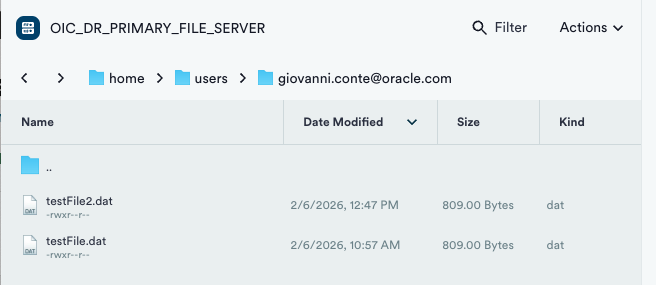 OIC_DR_PRIMARY_FILE_SERVER Filter Actions
home users giovanni.conte@oracle.com
Name Date Modified Size Kind
..
testFile2.dat 2/6/2026, 12:47 PM 809.00 Bytes dat
DAT -rwxr--r--
testFile.dat 2/6/2026, 10:57 AM 809.00 Bytes dat
DAT -rwxr--r--